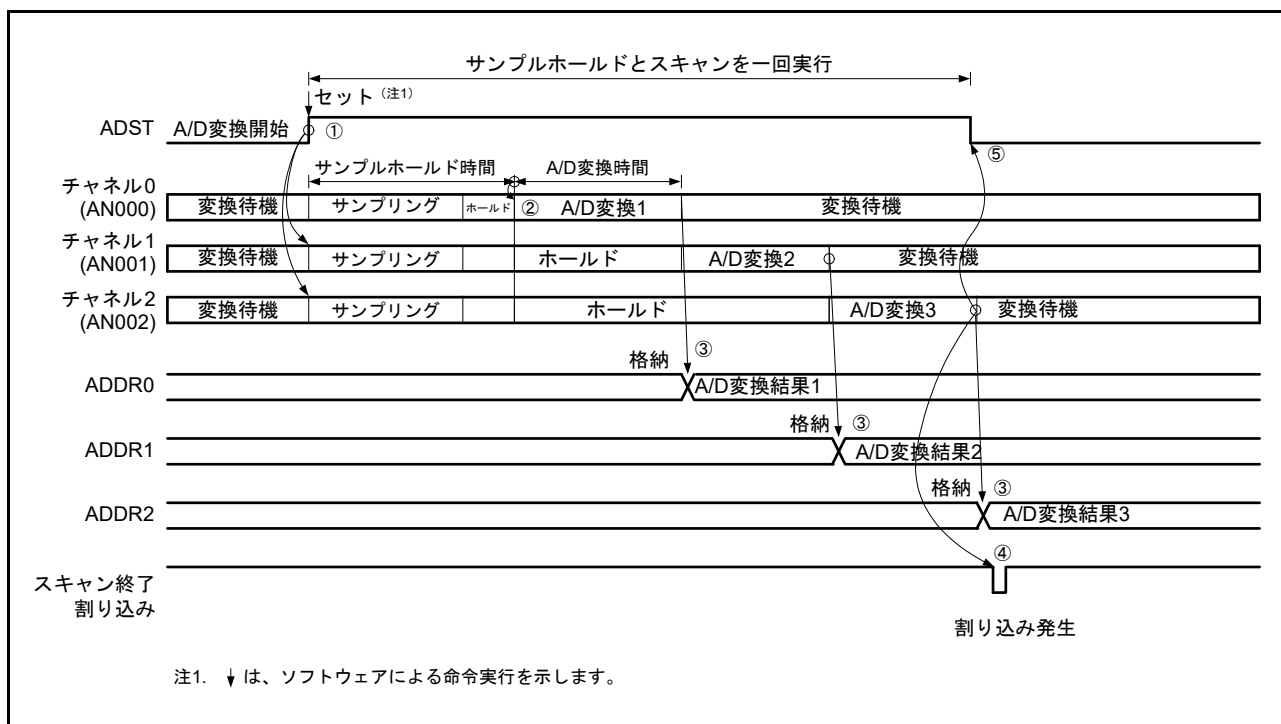 サンプルホールドとスキャンを一回実行
セット(注1)
ADST A/D変換開始 ① ⑤
サンプルホールド時間 A/D変換時間
チャネル0
(AN000) 変換待機 サンプリング ホールド ② A/D変換1 変換待機
チャネル1
(AN001) 変換待機 サンプリング ホールド A/D変換2 変換待機
チャネル2
(AN002) 変換待機 サンプリング ホールド A/D変換3 変換待機
格納 ③
ADDR0 A/D変換結果1
格納 ③
ADDR1 A/D変換結果2
格納 ③
ADDR2 A/D変換結果3
④
スキャン終了
割り込み
割り込み発生
注1. は、ソフトウェアによる命令実行を示します。